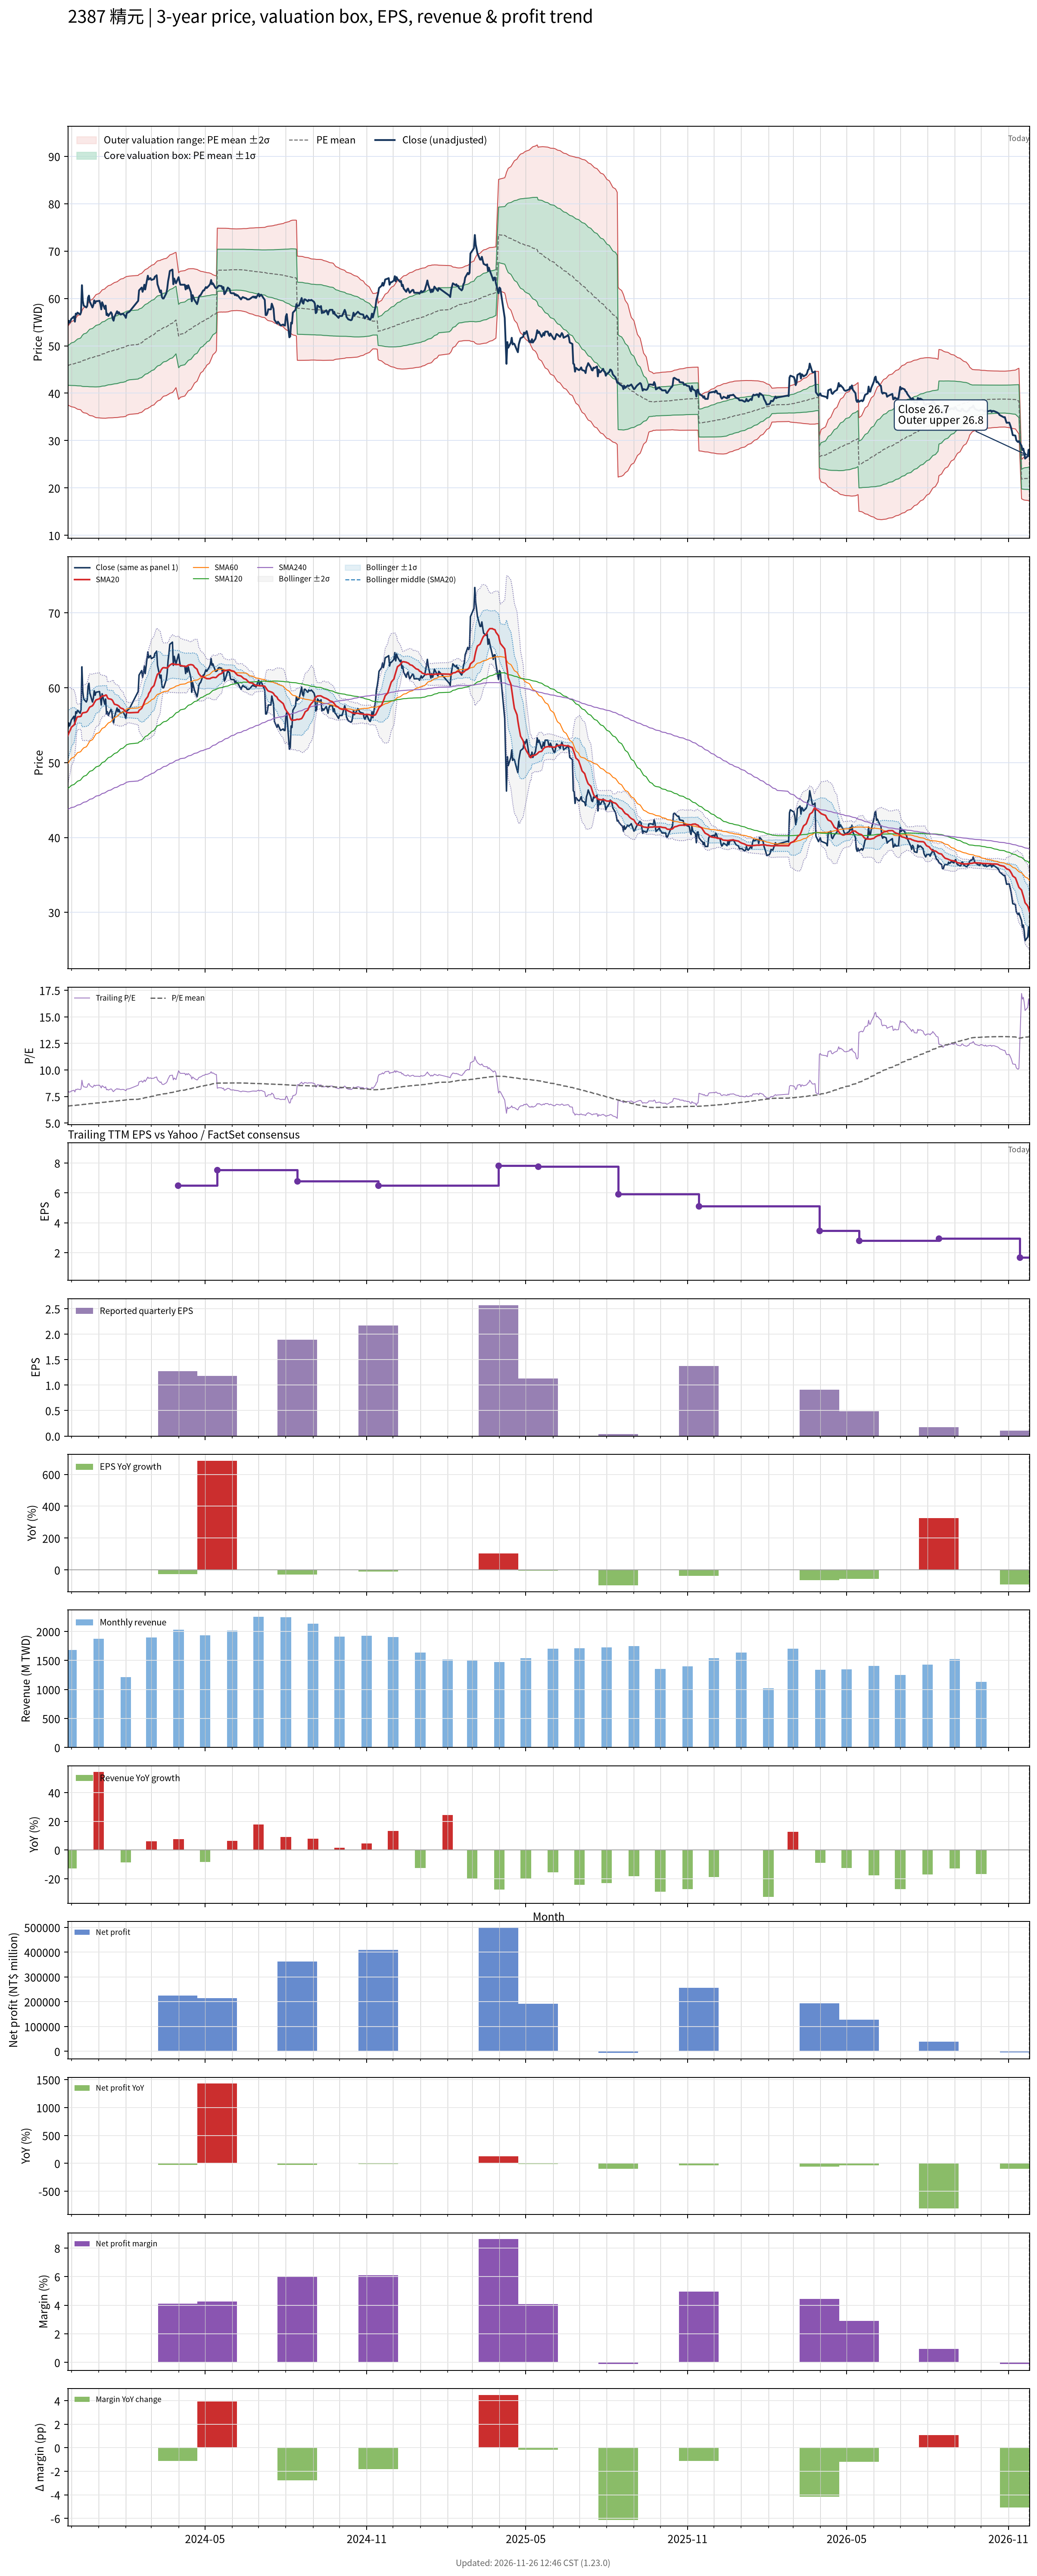 2387 精元 | 3-year price, valuation box, EPS, revenue & profit trend
Outer valuation range: PE mean ±2σ
PE mean
Close (unadjusted)
Core valuation box: PE mean ±1σ
Today
90
80
70
60
50
40
30
20
10
Price (TWD)
Close 26.7
Outer upper 26.8
Close (same as panel 1)
SMA60
SMA240
Bollinger ±1σ
SMA20
SMA120
Bollinger ±2σ
Bollinger middle (SMA20)
70
60
50
40
30
Price
Trailing P/E
P/E mean
17.5
15.0
12.5
10.0
7.5
5.0
P/E
Trailing TTM EPS vs Yahoo / FactSet consensus
Today
8
6
4
2
EPS
Reported quarterly EPS
2.5
2.0
1.5
1.0
0.5
0.0
EPS
EPS YoY growth
600
400
200
0
YoY (%)
Monthly revenue
2000
1500
1000
500
0
Revenue (M TWD)
Revenue YoY growth
40
20
0
-20
YoY (%)
Month
Net profit
500000
400000
300000
200000
100000
0
Net profit (NT$ million)
Net profit YoY
1500
1000
500
0
-500
YoY (%)
Net profit margin
8
6
4
2
0
Margin (%)
Margin YoY change
4
2
0
-2
-4
-6
Δ margin (pp)
2024-05
2024-11
2025-05
2025-11
2026-05
2026-11
Updated: 2026-11-26 12:46 CST (1.23.0)